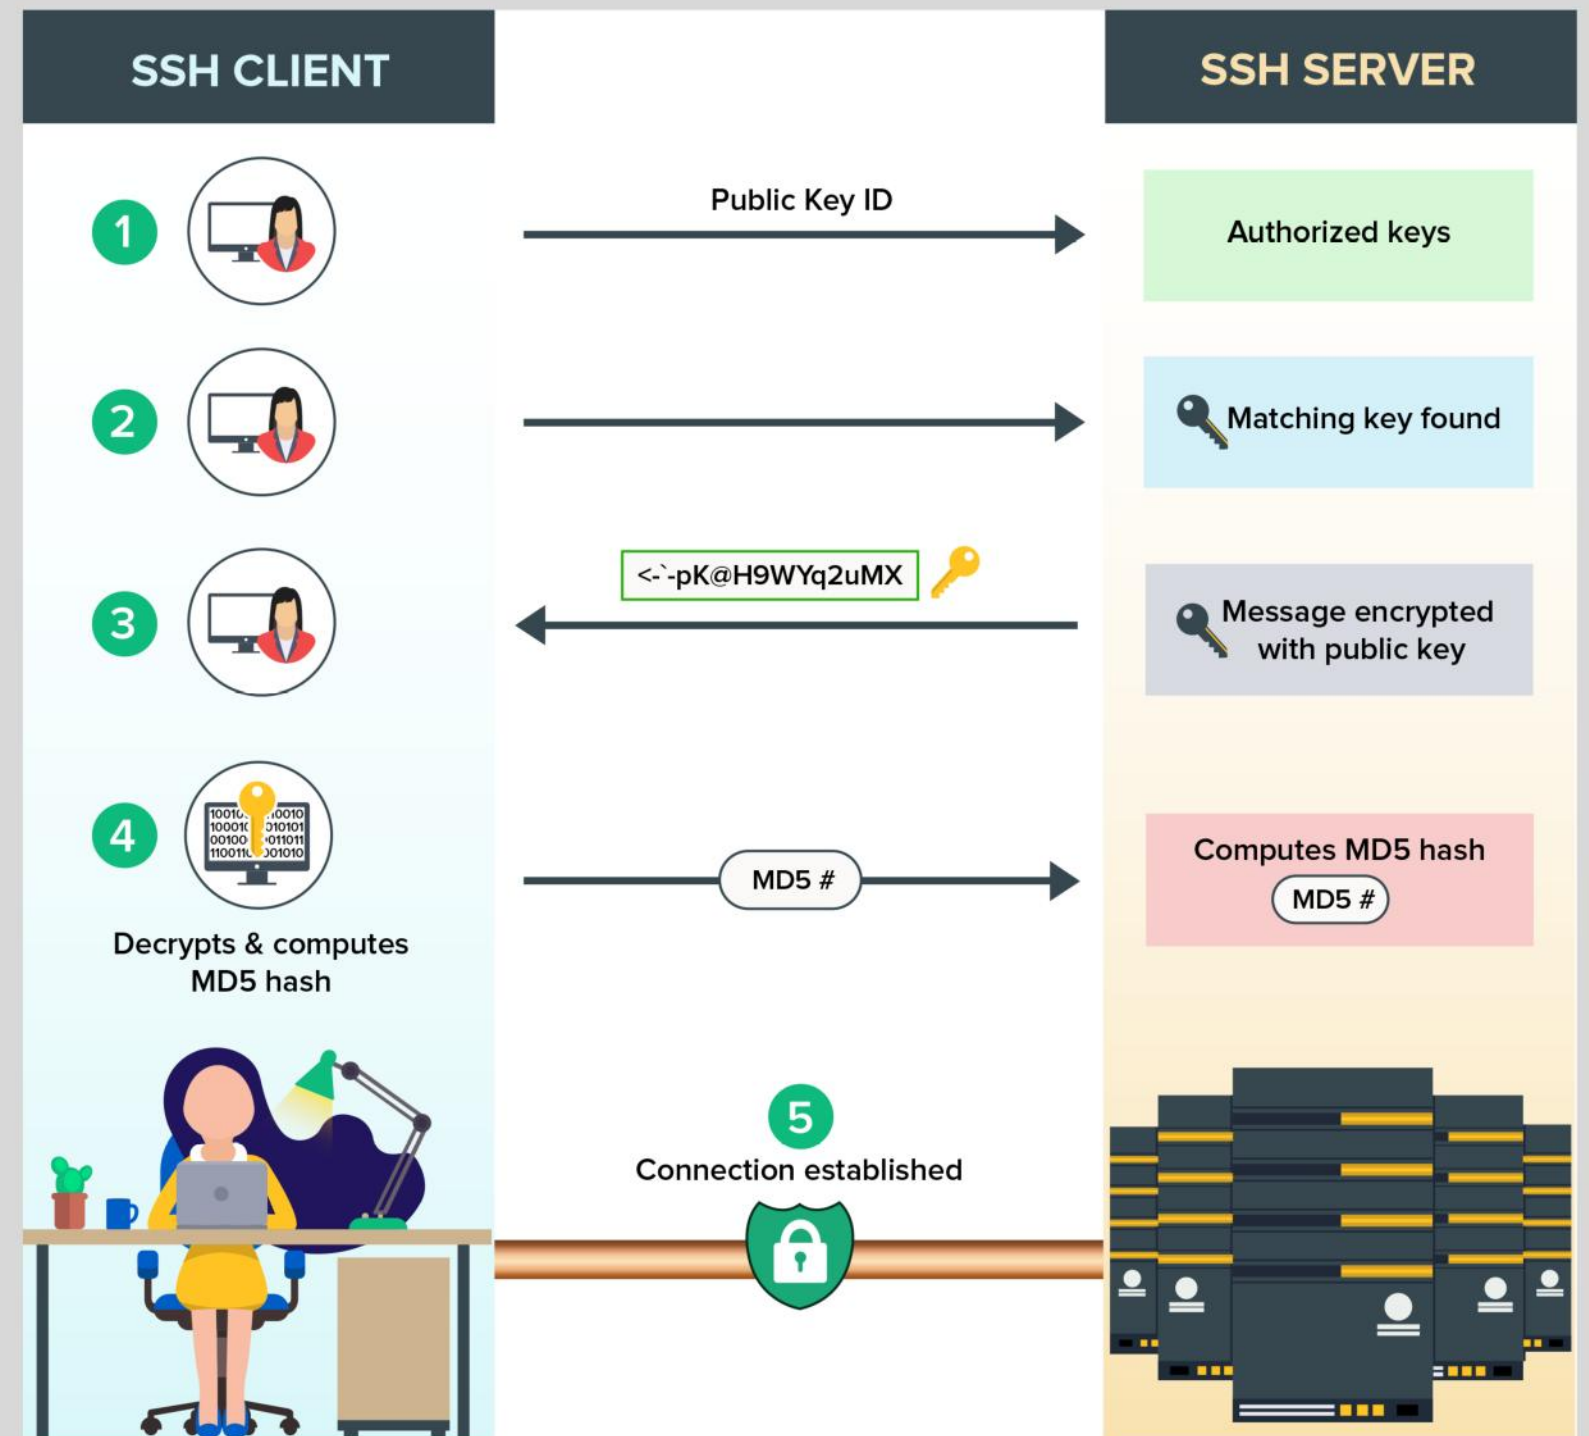 SSH CLIENT
SSH SERVER
1
Public Key ID
Authorized keys
2
Matching key found
3
<-`-pK@H9WYq2uMX
Message encrypted
with public key
4
Computes MD5 hash
MD5 #
MD5 #
Decrypts & computes
MD5 hash
5
Connection established